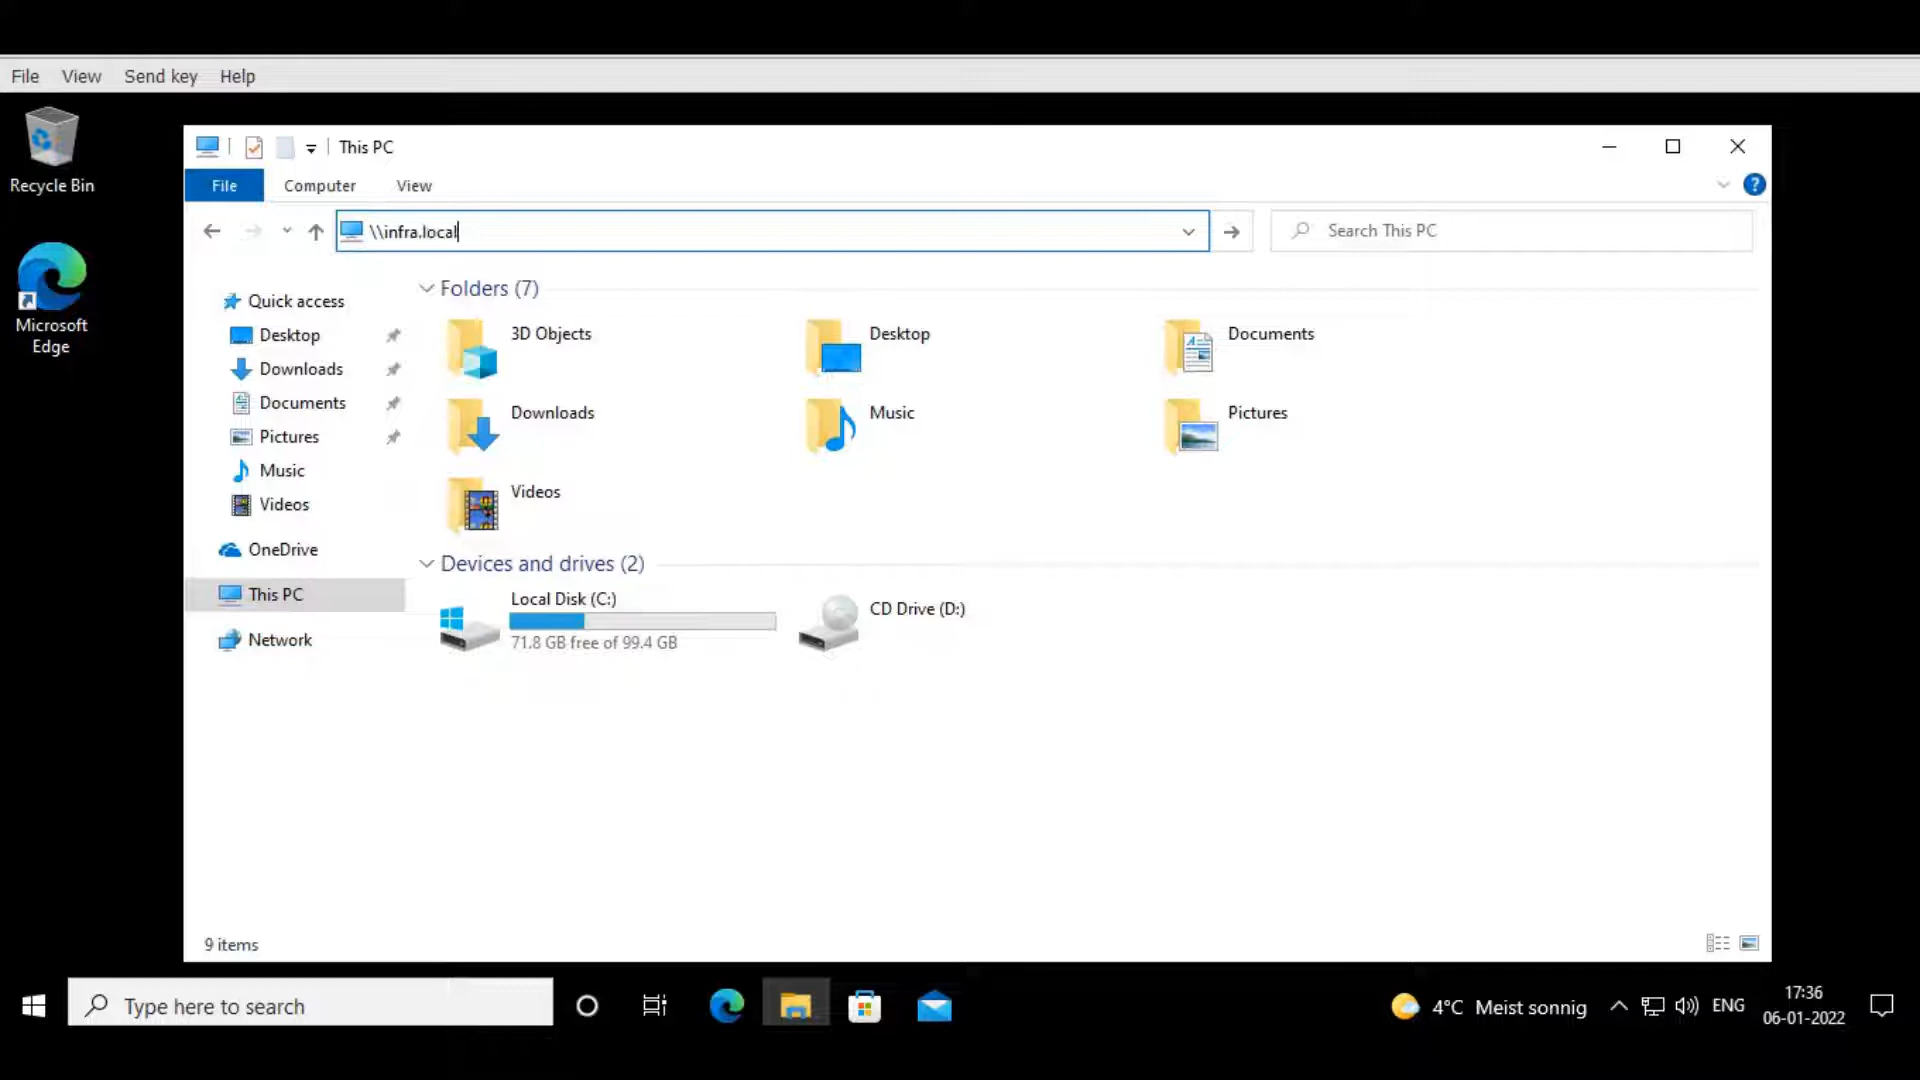 File View Send key Help
Recycle Bin
Microsoft
Edge
This PC
File Computer View
\\infra.local
Search This PC
Quick access
Desktop
Downloads
Documents
Pictures
Music
Videos
OneDrive
This PC
Network
Folders (7)
3D Objects Desktop Documents
Downloads Music Pictures
Videos
Devices and drives (2)
Local Disk (C:)
71.8 GB free of 99.4 GB
CD Drive (D:)
9 items
Type here to search
4°C Meist sonnig
ENG
17:36
06-01-2022